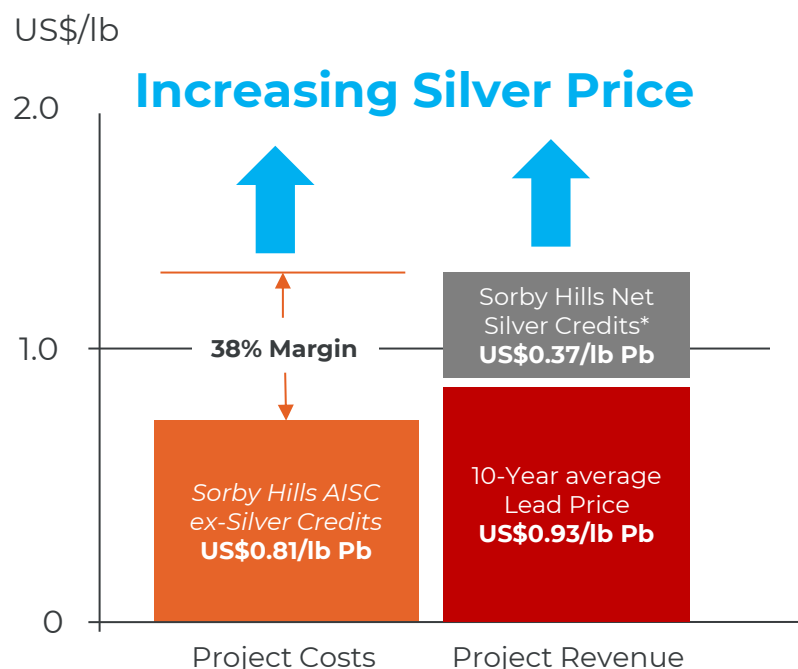 US$/lb
Increasing Silver Price
2.0
Sorby Hills Net
Silver Credits*
US$0.37/lb Pb
1.0
38% Margin
10-Year average
Lead Price
US$0.93/lb Pb
Sorby Hills AISC
ex-Silver Credits
US$0.81/lb Pb
0
Project Costs
Project Revenue